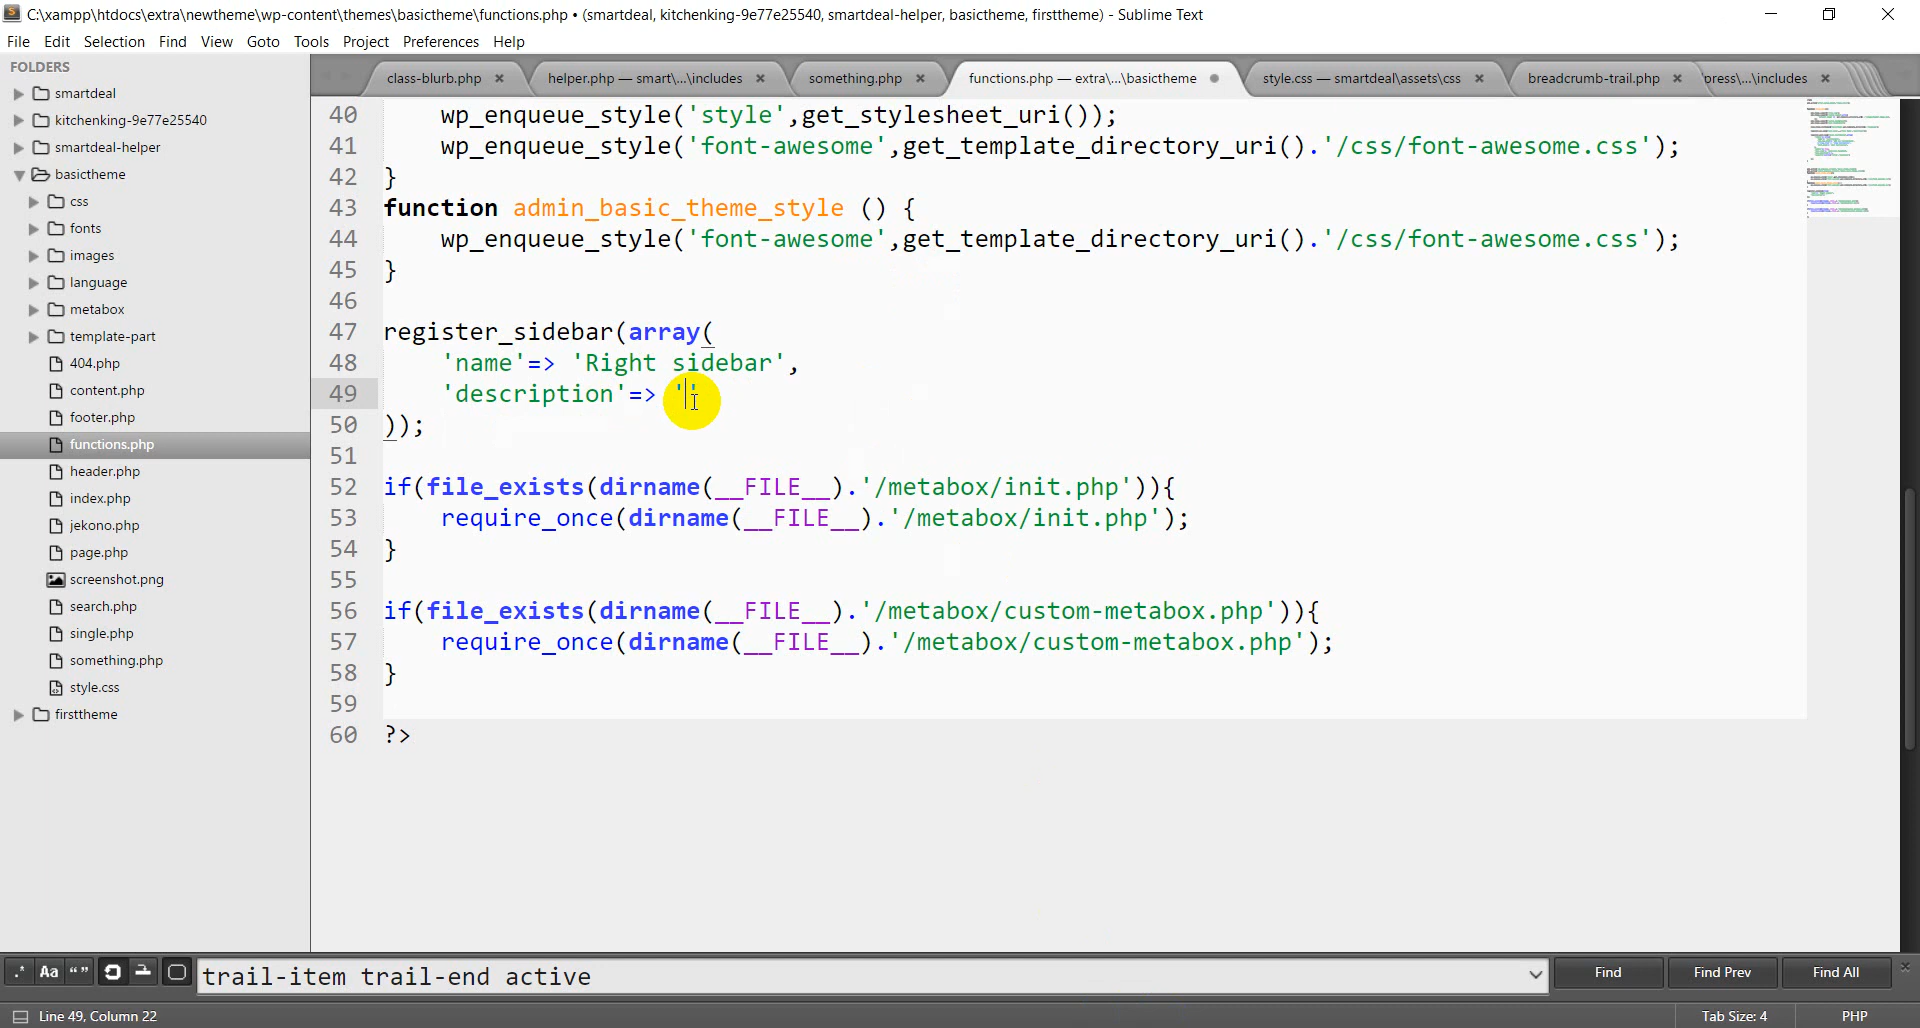 C:\xampp\htdocs\extra\newtheme\wp-content\themes\basictheme\functions.php • (smartdeal, kitchenking-9e77e25540, smartdeal-helper, basictheme, firsttheme) - Sublime Text
File Edit Selection Find View Goto Tools Project Preferences Help
FOLDERS
smartdeal
kitchenking-9e77e25540
smartdeal-helper
basictheme
css
fonts
images
language
metabox
template-part
404.php
content.php
footer.php
functions.php
header.php
index.php
jekono.php
page.php
screenshot.png
search.php
single.php
something.php
style.css
firsttheme
class-blurb.php helper.php — smart\...\includes something.php functions.php — extra\...\basictheme style.css — smartdeal\assets\css breadcrumb-trail.php press\...\includes
40 wp_enqueue_style('style',get_stylesheet_uri());
41 wp_enqueue_style('font-awesome',get_template_directory_uri().'/css/font-awesome.css');
42 }
43 function admin_basic_theme_style () {
44 wp_enqueue_style('font-awesome',get_template_directory_uri().'/css/font-awesome.css');
45 }
46
47 register_sidebar(array(
48 'name'=> 'Right sidebar',
49 'description'=> ''
50 ));
51
52 if(file_exists(dirname(__FILE__).'/metabox/init.php')){
53 require_once(dirname(__FILE__).'/metabox/init.php');
54 }
55
56 if(file_exists(dirname(__FILE__).'/metabox/custom-metabox.php')){
57 require_once(dirname(__FILE__).'/metabox/custom-metabox.php');
58 }
59
60 ?>
.* Aa “” trail-item trail-end active Find Find Prev Find All
Line 49, Column 22 Tab Size: 4 PHP